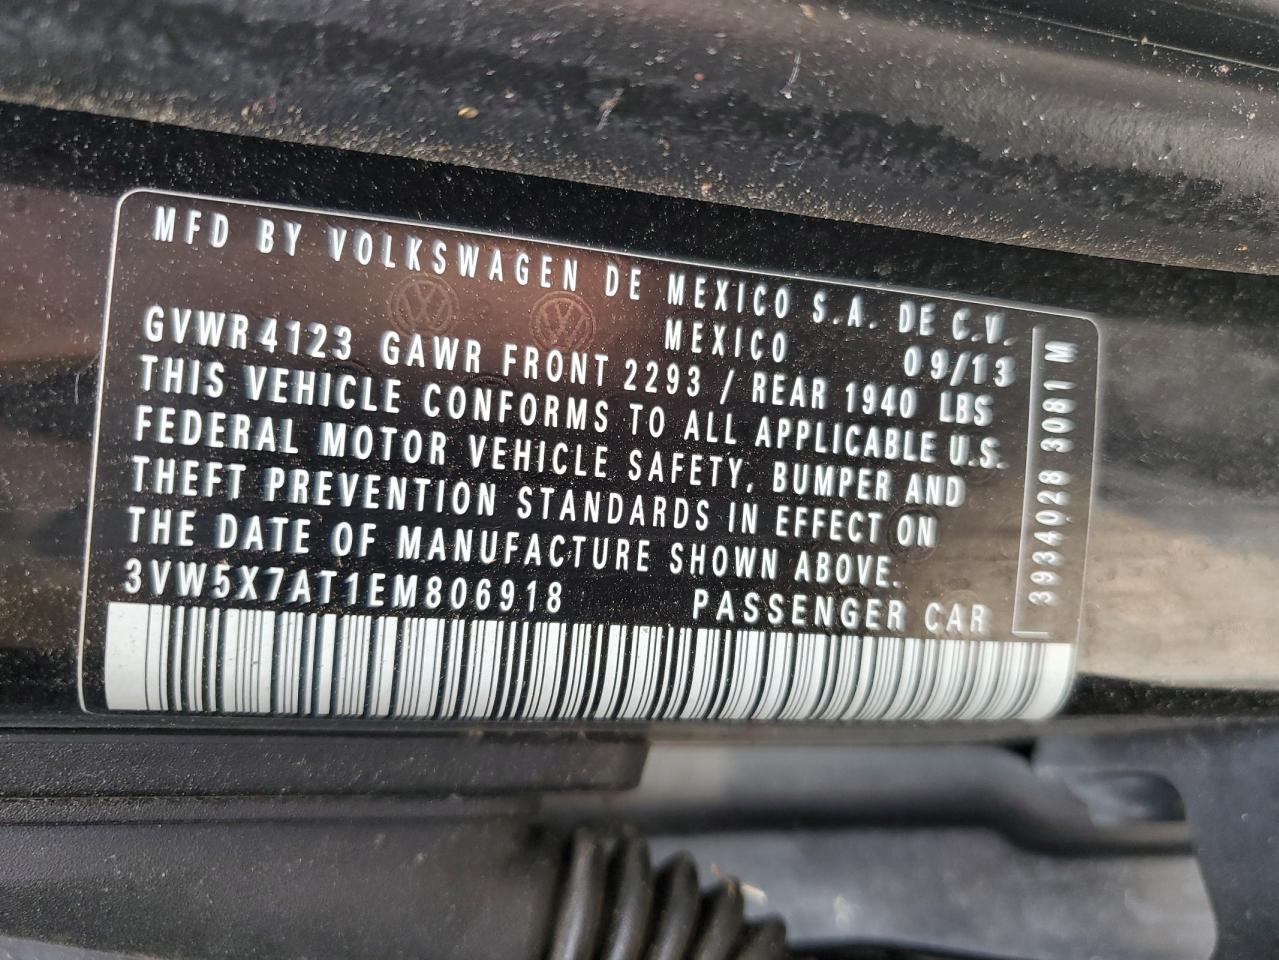 MFD BY VOLKSWAGEN DE MEXICO S.A. DE C.V.
MEXICO 09/13
GVWR 4123 GAWR FRONT 2293 / REAR 1940 LBS
THIS VEHICLE CONFORMS TO ALL APPLICABLE U.S.
FEDERAL MOTOR VEHICLE SAFETY, BUMPER AND
THEFT PREVENTION STANDARDS IN EFFECT ON
THE DATE OF MANUFACTURE SHOWN ABOVE.
3VW5X7AT1EM806918 PASSENGER CAR
3934028 3081 M